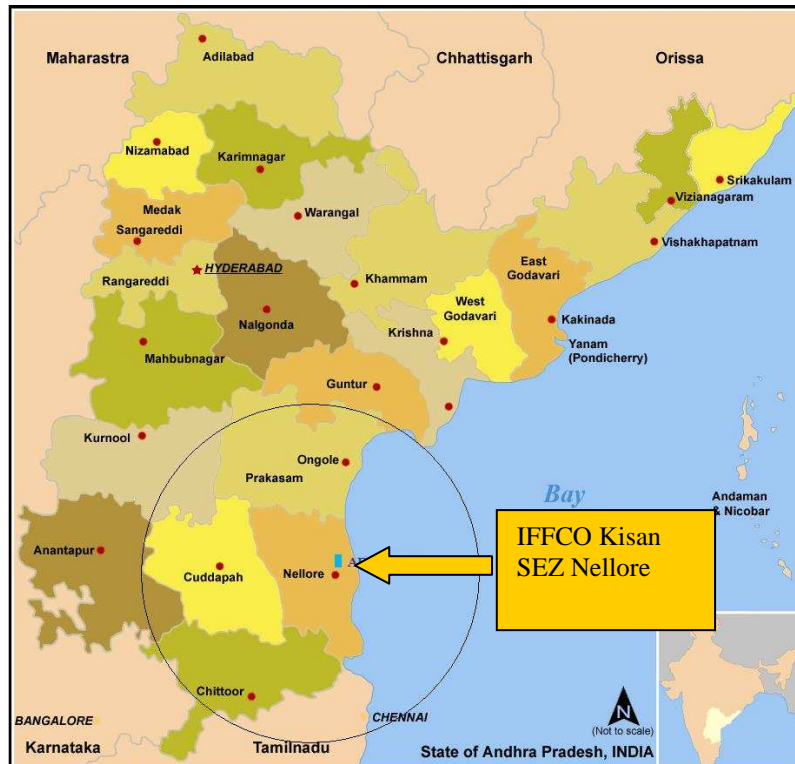 Maharastra
Adilabad
Chhattisgarh
Orissa
Nizamabad
Karimnagar
Srikakulam
Vizianagaram
Medak
Sangareddi
Warangal
Vishakhapatnam
Rangareddi
HYDERABAD
Khammam
East
Godavari
West
Godavari
Nalgonda
Krishna
Kakinada
Yanam
(Pondicherry)
Mahbubnagar
Guntur
Kurnool
Ongole
Prakasam
Bay
Andaman
& Nicobar
IFFCO Kisan
SEZ Nellore
Anantapur
Cuddapah
Nellore
Chittoor
BANGALORE
CHENNAI
N
(Not to scale)
Karnataka
Tamilnadu
State of Andhra Pradesh, INDIA